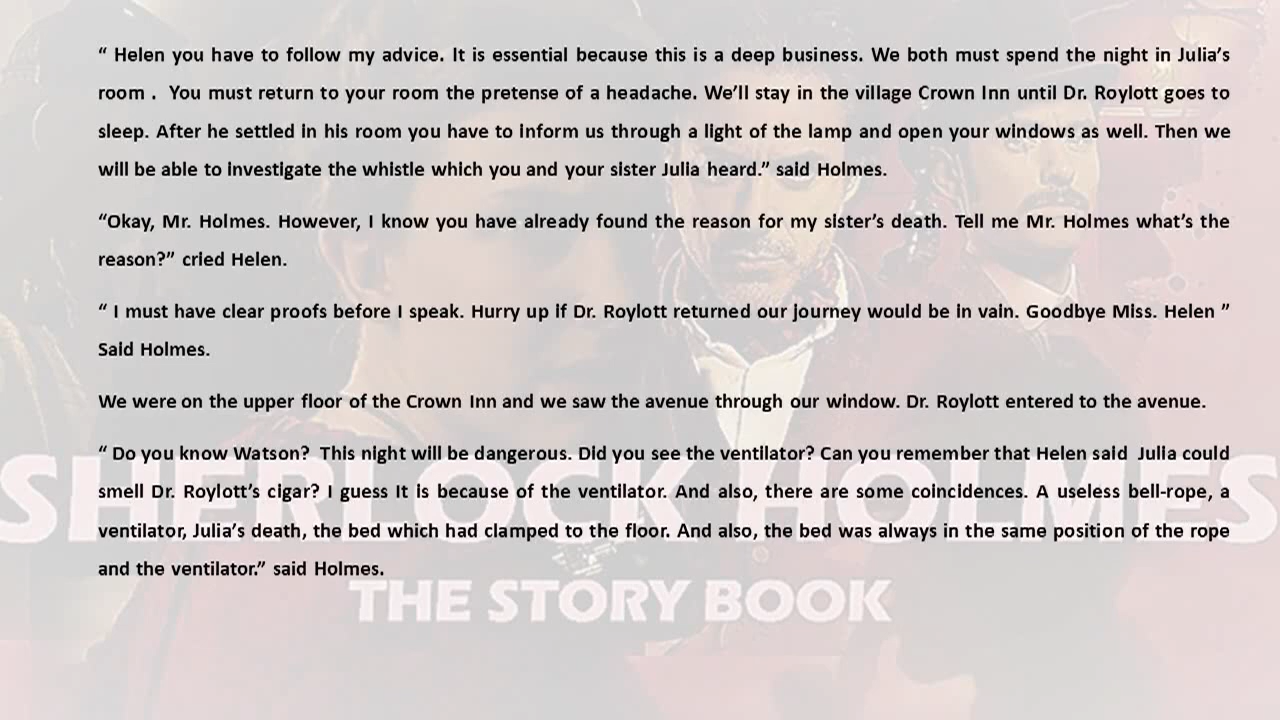 “ Helen you have to follow my advice. It is essential because this is a deep business. We both must spend the night in Julia’s
room .  You must return to your room the pretense of a headache. We’ll stay in the village Crown Inn until Dr. Roylott goes to
sleep. After he settled in his room you have to inform us through a light of the lamp and open your windows as well. Then we
will be able to investigate the whistle which you and your sister Julia heard.” said Holmes.
“Okay, Mr. Holmes. However, I know you have already found the reason for my sister’s death. Tell me Mr. Holmes what’s the
reason?” cried Helen.
“ I must have clear proofs before I speak. Hurry up if Dr. Roylott returned our journey would be in vain. Goodbye Miss. Helen ”
Said Holmes.
We were on the upper floor of the Crown Inn and we saw the avenue through our window. Dr. Roylott entered to the avenue.
“ Do you know Watson?  This night will be dangerous. Did you see the ventilator? Can you remember that Helen said  Julia could
smell Dr. Roylott’s cigar? I guess It is because of the ventilator. And also, there are some coincidences. A useless bell-rope, a
ventilator, Julia’s death, the bed which had clamped to the floor. And also, the bed was always in the same position of the rope
and the ventilator.” said Holmes.
SHERLOCK HOLMES
THE STORY BOOK